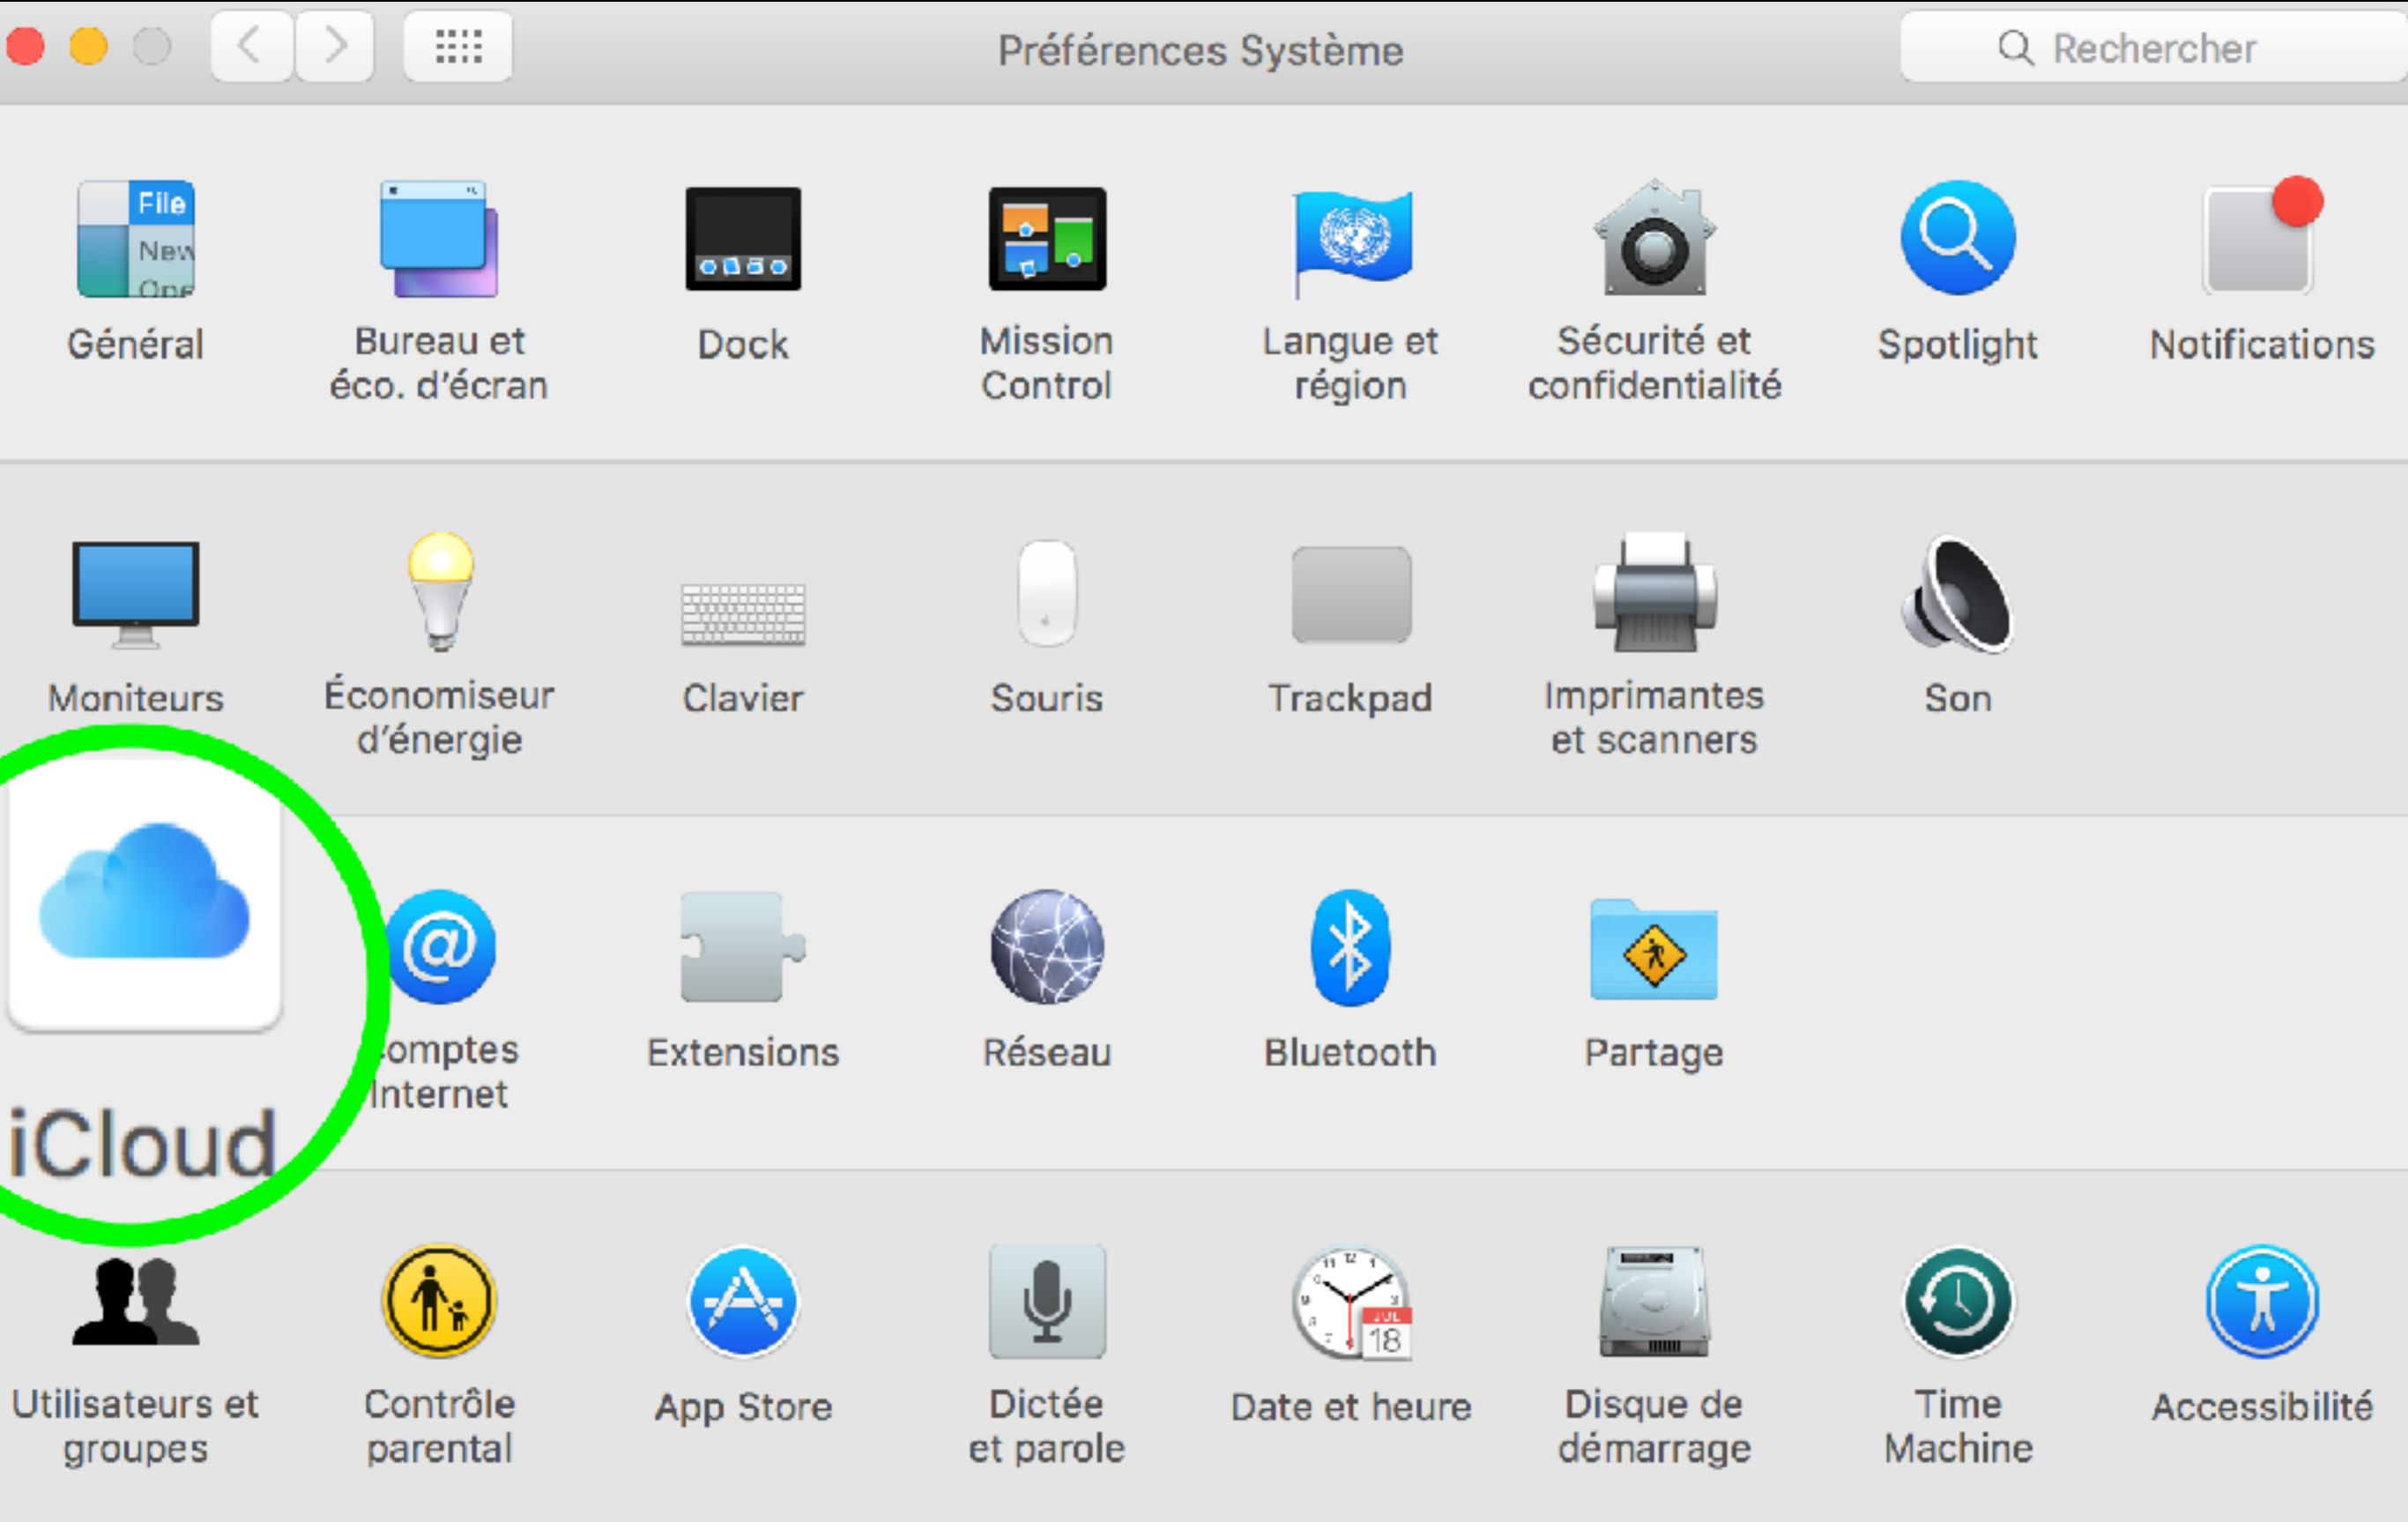 Préférences Système
Rechercher
File
New
Général
Bureau et
éco. d'écran
Dock
Mission
Control
Langue et
région
Sécurité et
confidentialité
Spotlight
Notifications
Moniteurs
Économiseur
d'énergie
Clavier
Souris
Trackpad
Imprimantes
et scanners
Son
iCloud
@
omptes
Internet
Extensions
Réseau
Bluetooth
Partage
Utilisateurs et
groupes
Contrôle
parental
App Store
Dictée
et parole
JUL
18
Date et heure
Disque de
démarrage
Time
Machine
Accessibilité